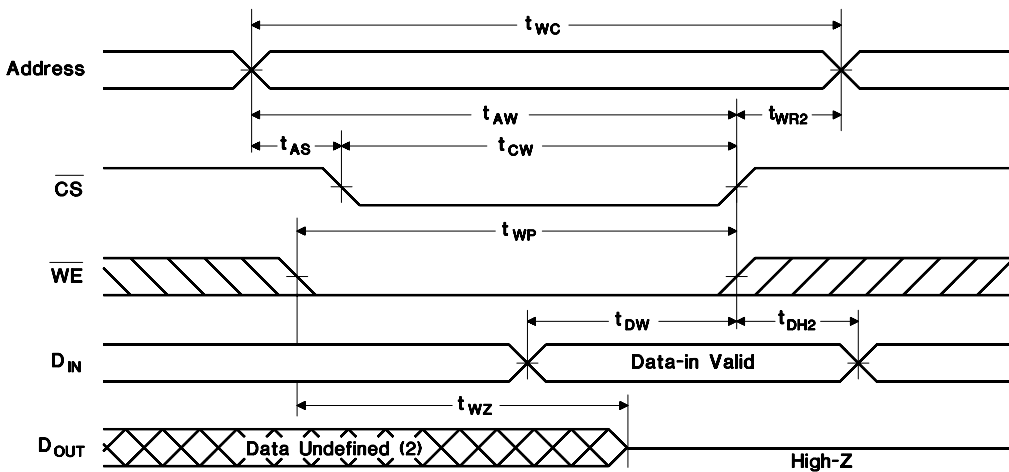 tWC
Address
tAW
tWR2
tAS
tCW
CS
tWP
WE
tDW
tDH2
DIN
Data-in Valid
tWZ
DOUT
Data Undefined (2)
High-Z